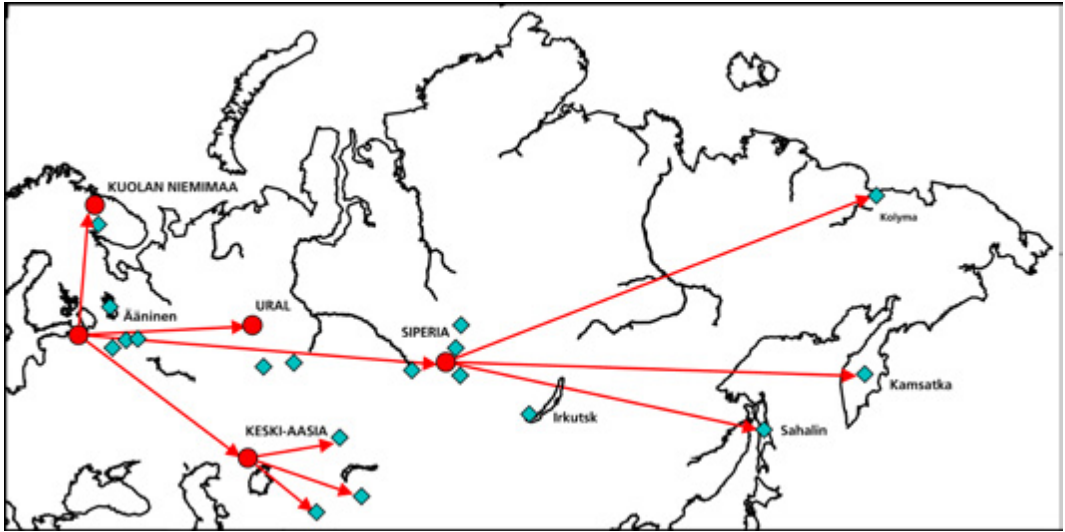 KUOLAN NIEMIMAA
Kolyma
URAL
Ääninen
SIPERIA
Kamsatka
Irkutsk
Sahalin
KESKI-AASIA